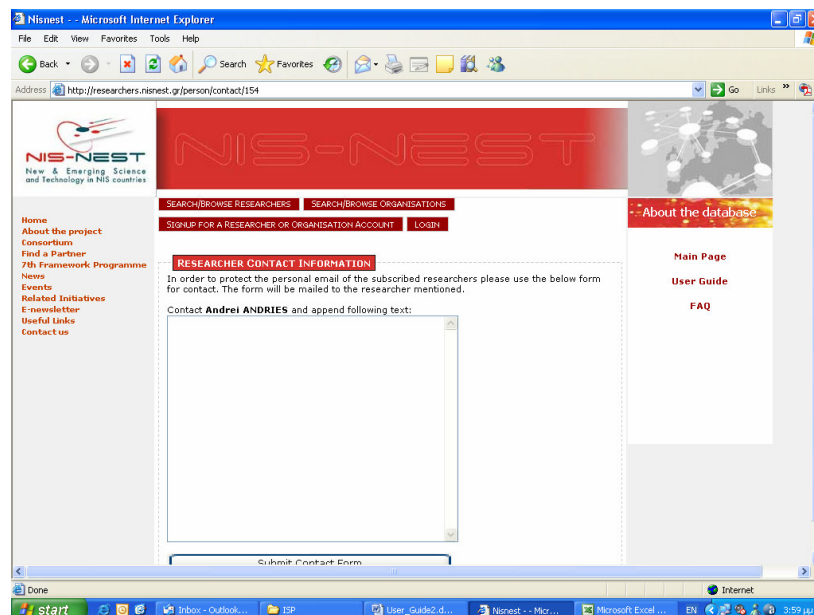 Nisnest - - Microsoft Internet Explorer
File Edit View Favorites Tools Help
Back Search Favorites
Address http://researchers.nisnest.gr/person/contact/154 Go Links »
NIS-NEST
New & Emerging Science
and Technology in NIS countries
NIS-NEST
SEARCH/BROWSE RESEARCHERS SEARCH/BROWSE ORGANISATIONS
SIGNUP FOR A RESEARCHER OR ORGANISATION ACCOUNT LOGIN
About the database
Home
About the project
Consortium
Find a Partner
7th Framework Programme
News
Events
Related Initiatives
E-newsletter
Useful Links
Contact us
RESEARCHER CONTACT INFORMATION
In order to protect the personal email of the subscribed researchers please use the below form
for contact. The form will be mailed to the researcher mentioned.
Contact Andrei ANDRIES and append following text:
Submit Contact Form
Main Page
User Guide
FAQ
Done Internet
start Inbox - Outlook... ISP User_Guide2.d... Nisnest - - Micr... Microsoft Excel ... EN 3:59 μμ